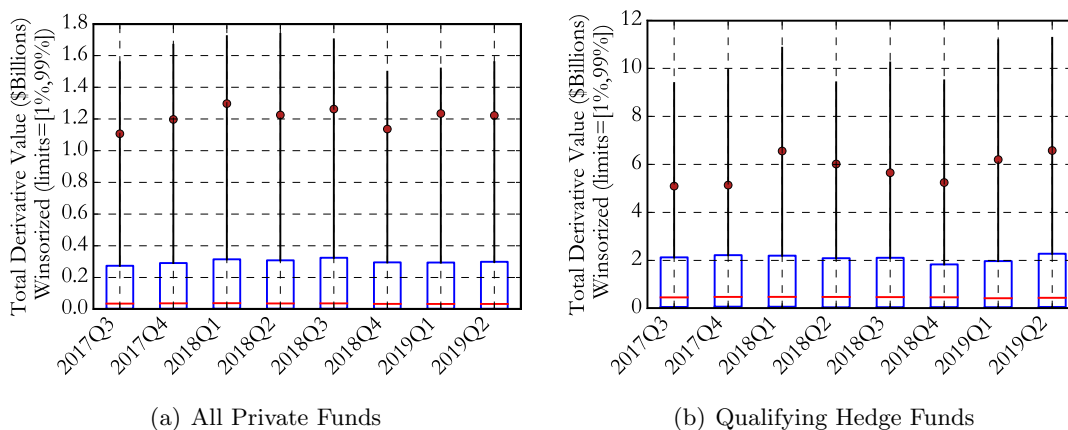 Total Derivative Value ($Billions)
Winsorized (limits=[1%,99%])
1.8
1.6
1.4
1.2
1.0
0.8
0.6
0.4
0.2
0.0
2017Q3
2017Q4
2018Q1
2018Q2
2018Q3
2018Q4
2019Q1
2019Q2
(a) All Private Funds
Total Derivative Value ($Billions)
Winsorized (limits=[1%,99%])
12
10
8
6
4
2
0
2017Q3
2017Q4
2018Q1
2018Q2
2018Q3
2018Q4
2019Q1
2019Q2
(b) Qualifying Hedge Funds